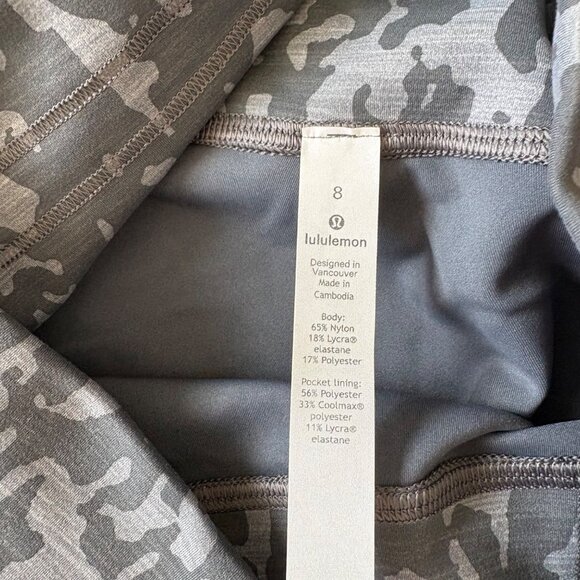 8
lululemon
Designed in
Vancouver
Made in
Cambodia
Body:
65% Nylon
18% Lycra®
elastane
17% Polyester
Pocket lining:
56% Polyester
33% Coolmax®
polyester
11% Lycra®
elastane